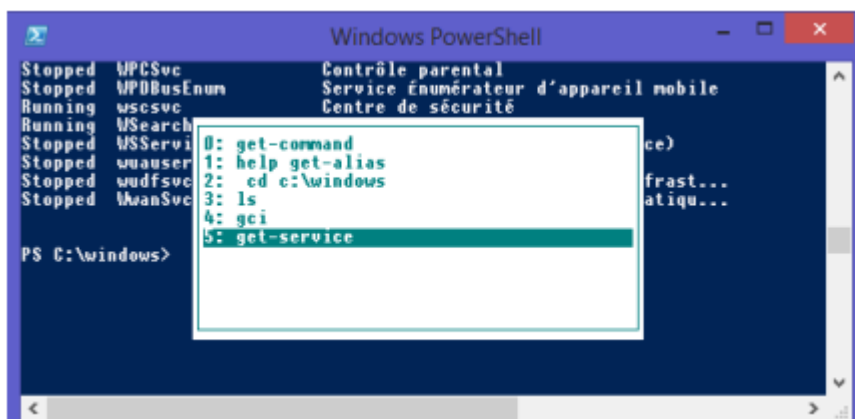 Windows PowerShell
Stopped WPCSvc Contrôle parental
Stopped WPDBusEnum Service Énumérateur d'appareil mobile
Running wscsvc Centre de sécurité
Running WSearch
Stopped WSServi ce)
Stopped wuauser
Stopped wudfsvc frast...
Stopped WwanSvc atiqu...
0: get-command
1: help get-alias
2:  cd c:\windows
3: ls
4: gci
5: get-service
PS C:\windows>